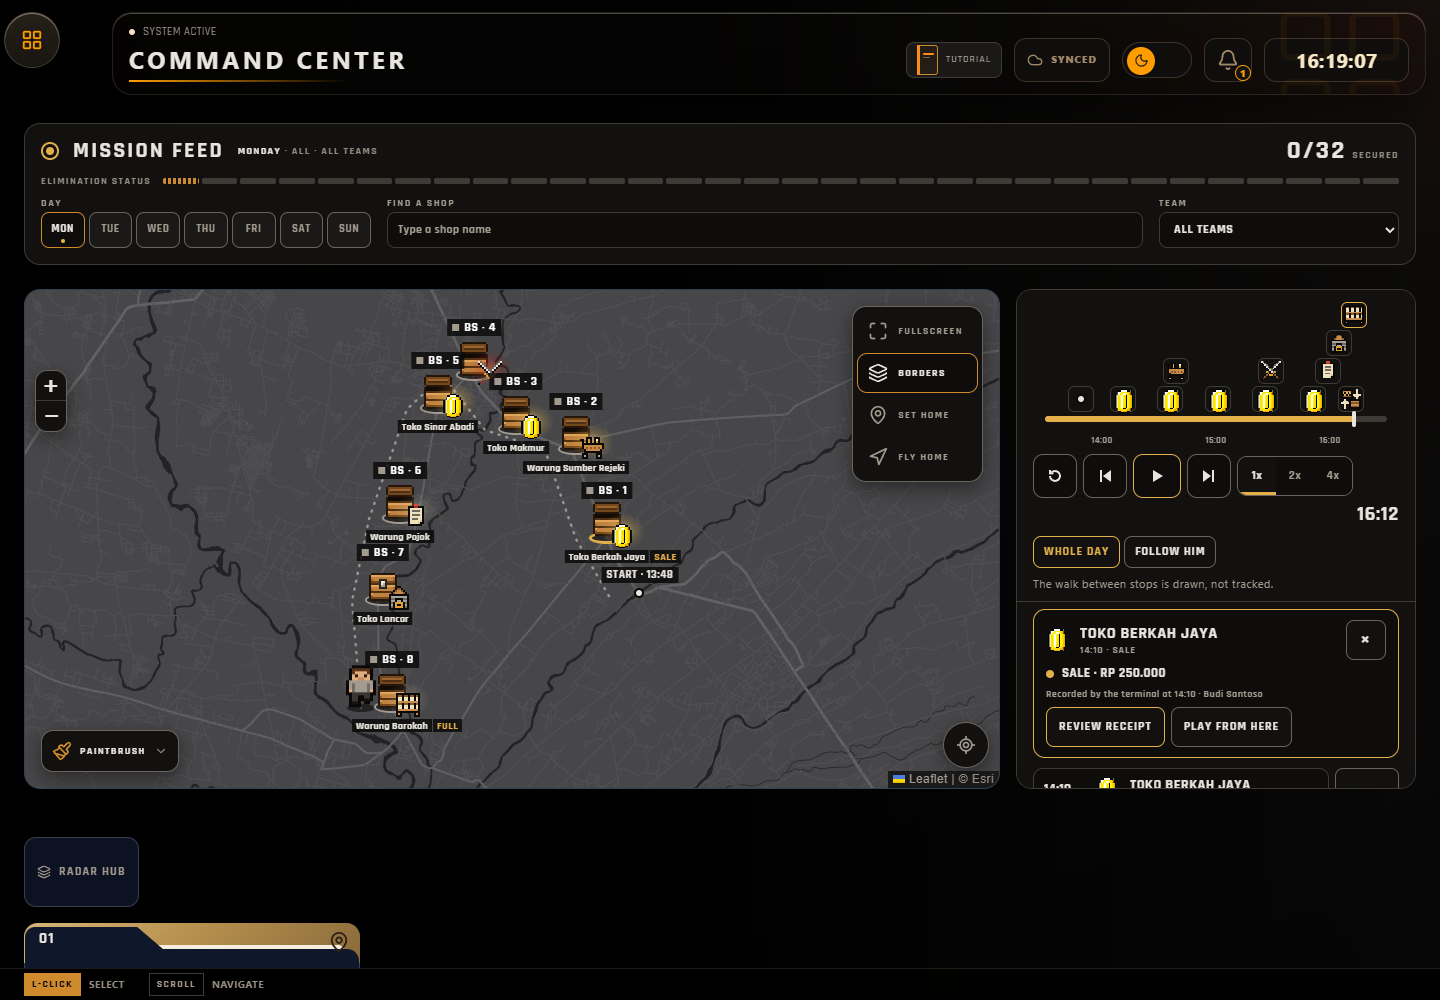 SYSTEM ACTIVE
COMMAND CENTER
TUTORIAL
SYNCED
1
16:19:07
MISSION FEED
MONDAY · ALL · ALL TEAMS
0/32 SECURED
ELIMINATION STATUS
DAY
FIND A SHOP
TEAM
MON
TUE
WED
THU
FRI
SAT
SUN
Type a shop name
ALL TEAMS
BS · 4
BS · 5
BS · 3
BS · 2
Toko Sinar Abadi
Toko Makmur
Warung Sumber Rejeki
BS · 6
BS · 1
Warung Pojok
BS · 7
Toko Berkah Jaya SALE
START · 13:48
Toko Lancar
BS · 8
Warung Barokah FULL
+
−
FULLSCREEN
BORDERS
SET HOME
FLY HOME
PAINTBRUSH
Leaflet | © Esri
14:00
15:00
16:00
1x
2x
4x
16:12
WHOLE DAY
FOLLOW HIM
The walk between stops is drawn, not tracked.
TOKO BERKAH JAYA
14:10 · SALE
×
SALE · RP 250.000
Recorded by the terminal at 14:10 · Budi Santoso
REVIEW RECEIPT
PLAY FROM HERE
14:10
TOKO BERKAH JAYA
RADAR HUB
01
L-CLICK
SELECT
SCROLL
NAVIGATE